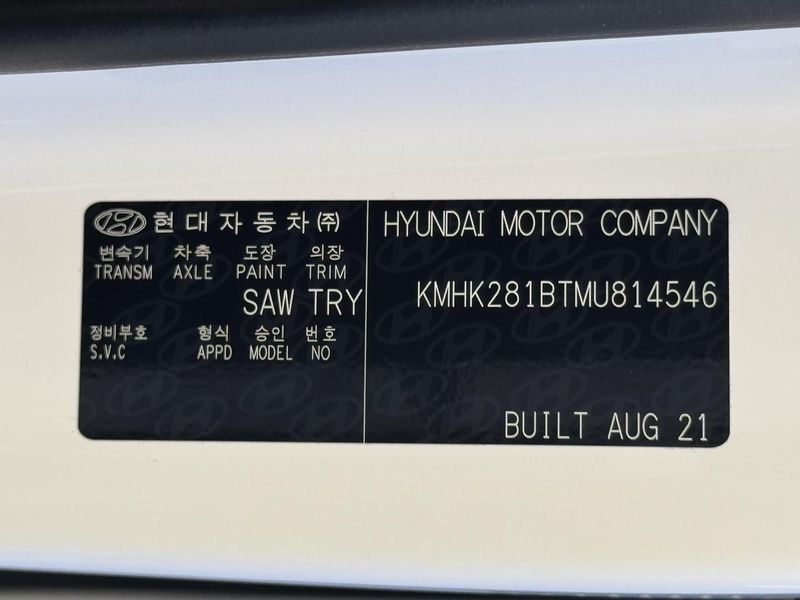 현대자동차㈜
변속기 차축 도장 의장
TRANSM AXLE PAINT TRIM
SAW TRY
정비부호 형식 승인 번호
S.V.C APPD MODEL NO
HYUNDAI MOTOR COMPANY
KMHK281BTMU814546
BUILT AUG 21